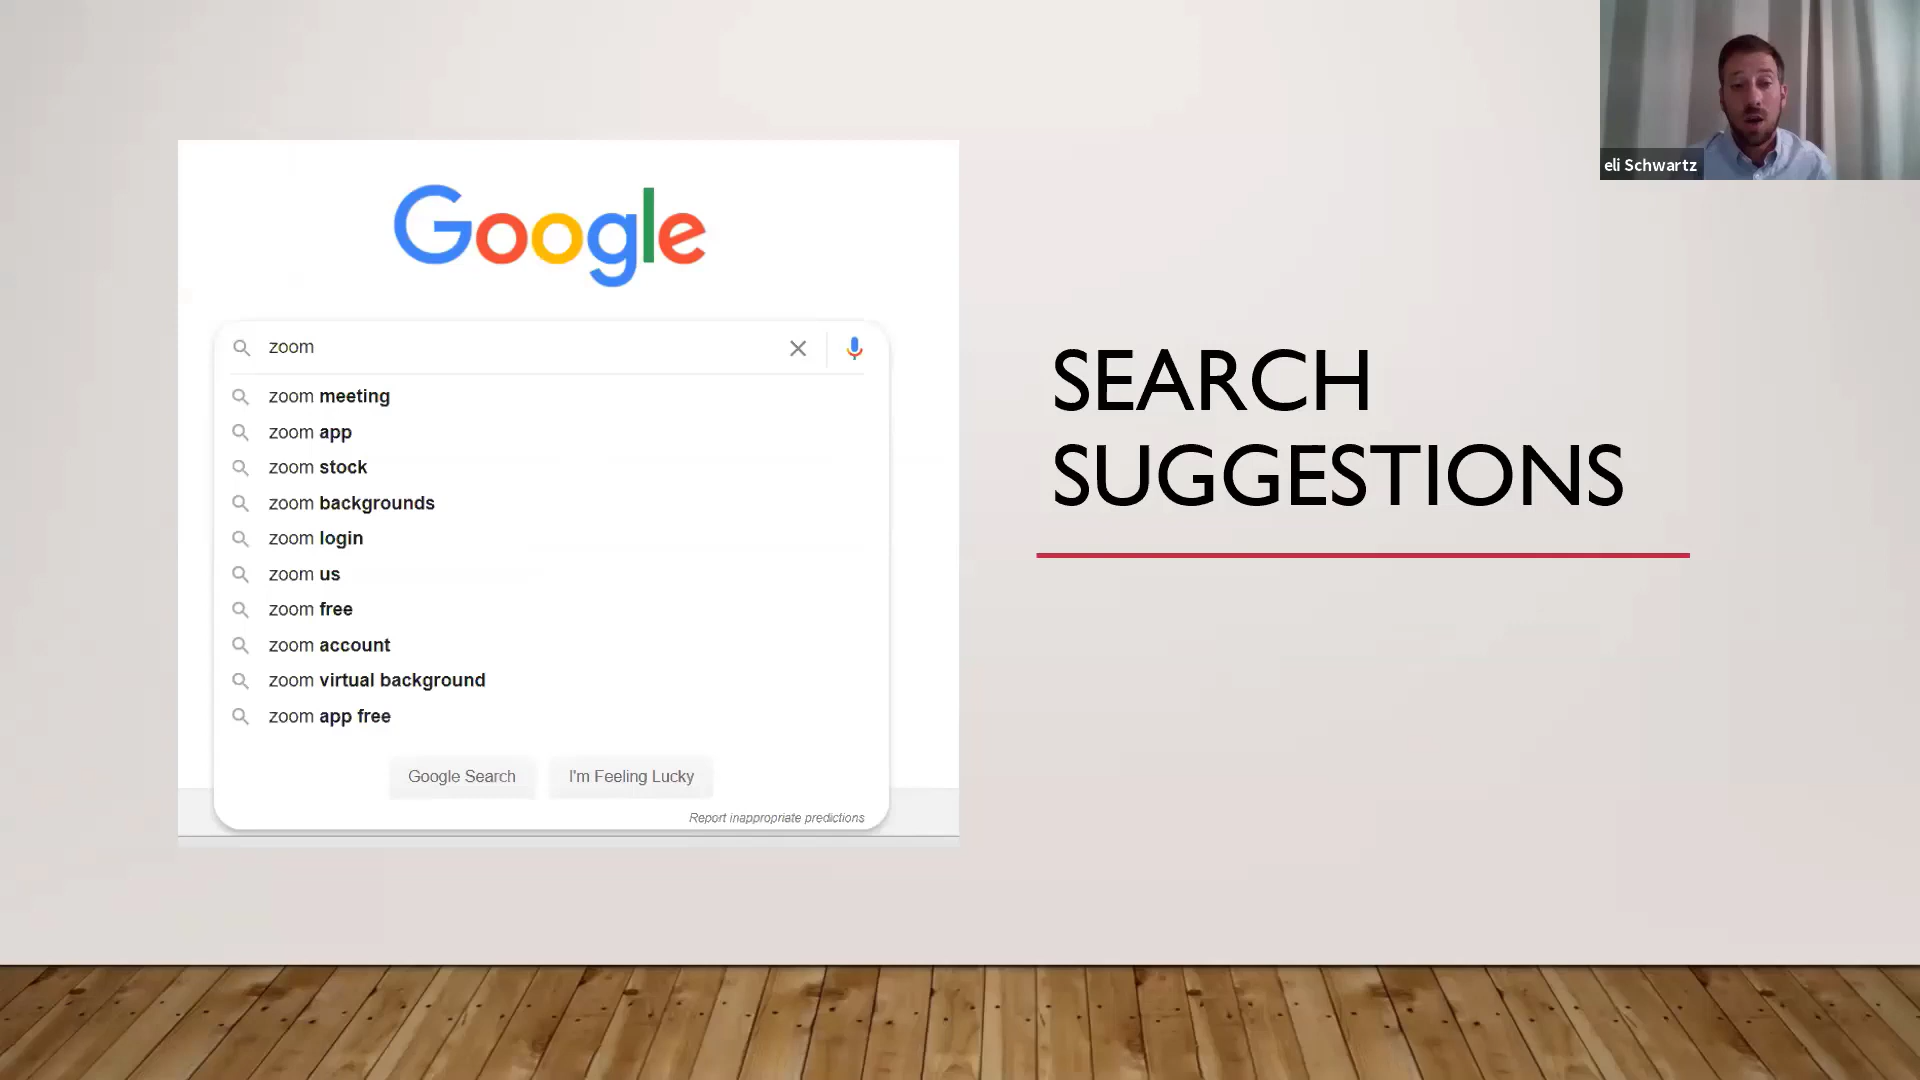 Google
zoom
zoom meeting
zoom app
zoom stock
zoom backgrounds
zoom login
zoom us
zoom free
zoom account
zoom virtual background
zoom app free
Google Search
I'm Feeling Lucky
Report inappropriate predictions
SEARCH
SUGGESTIONS
eli Schwartz